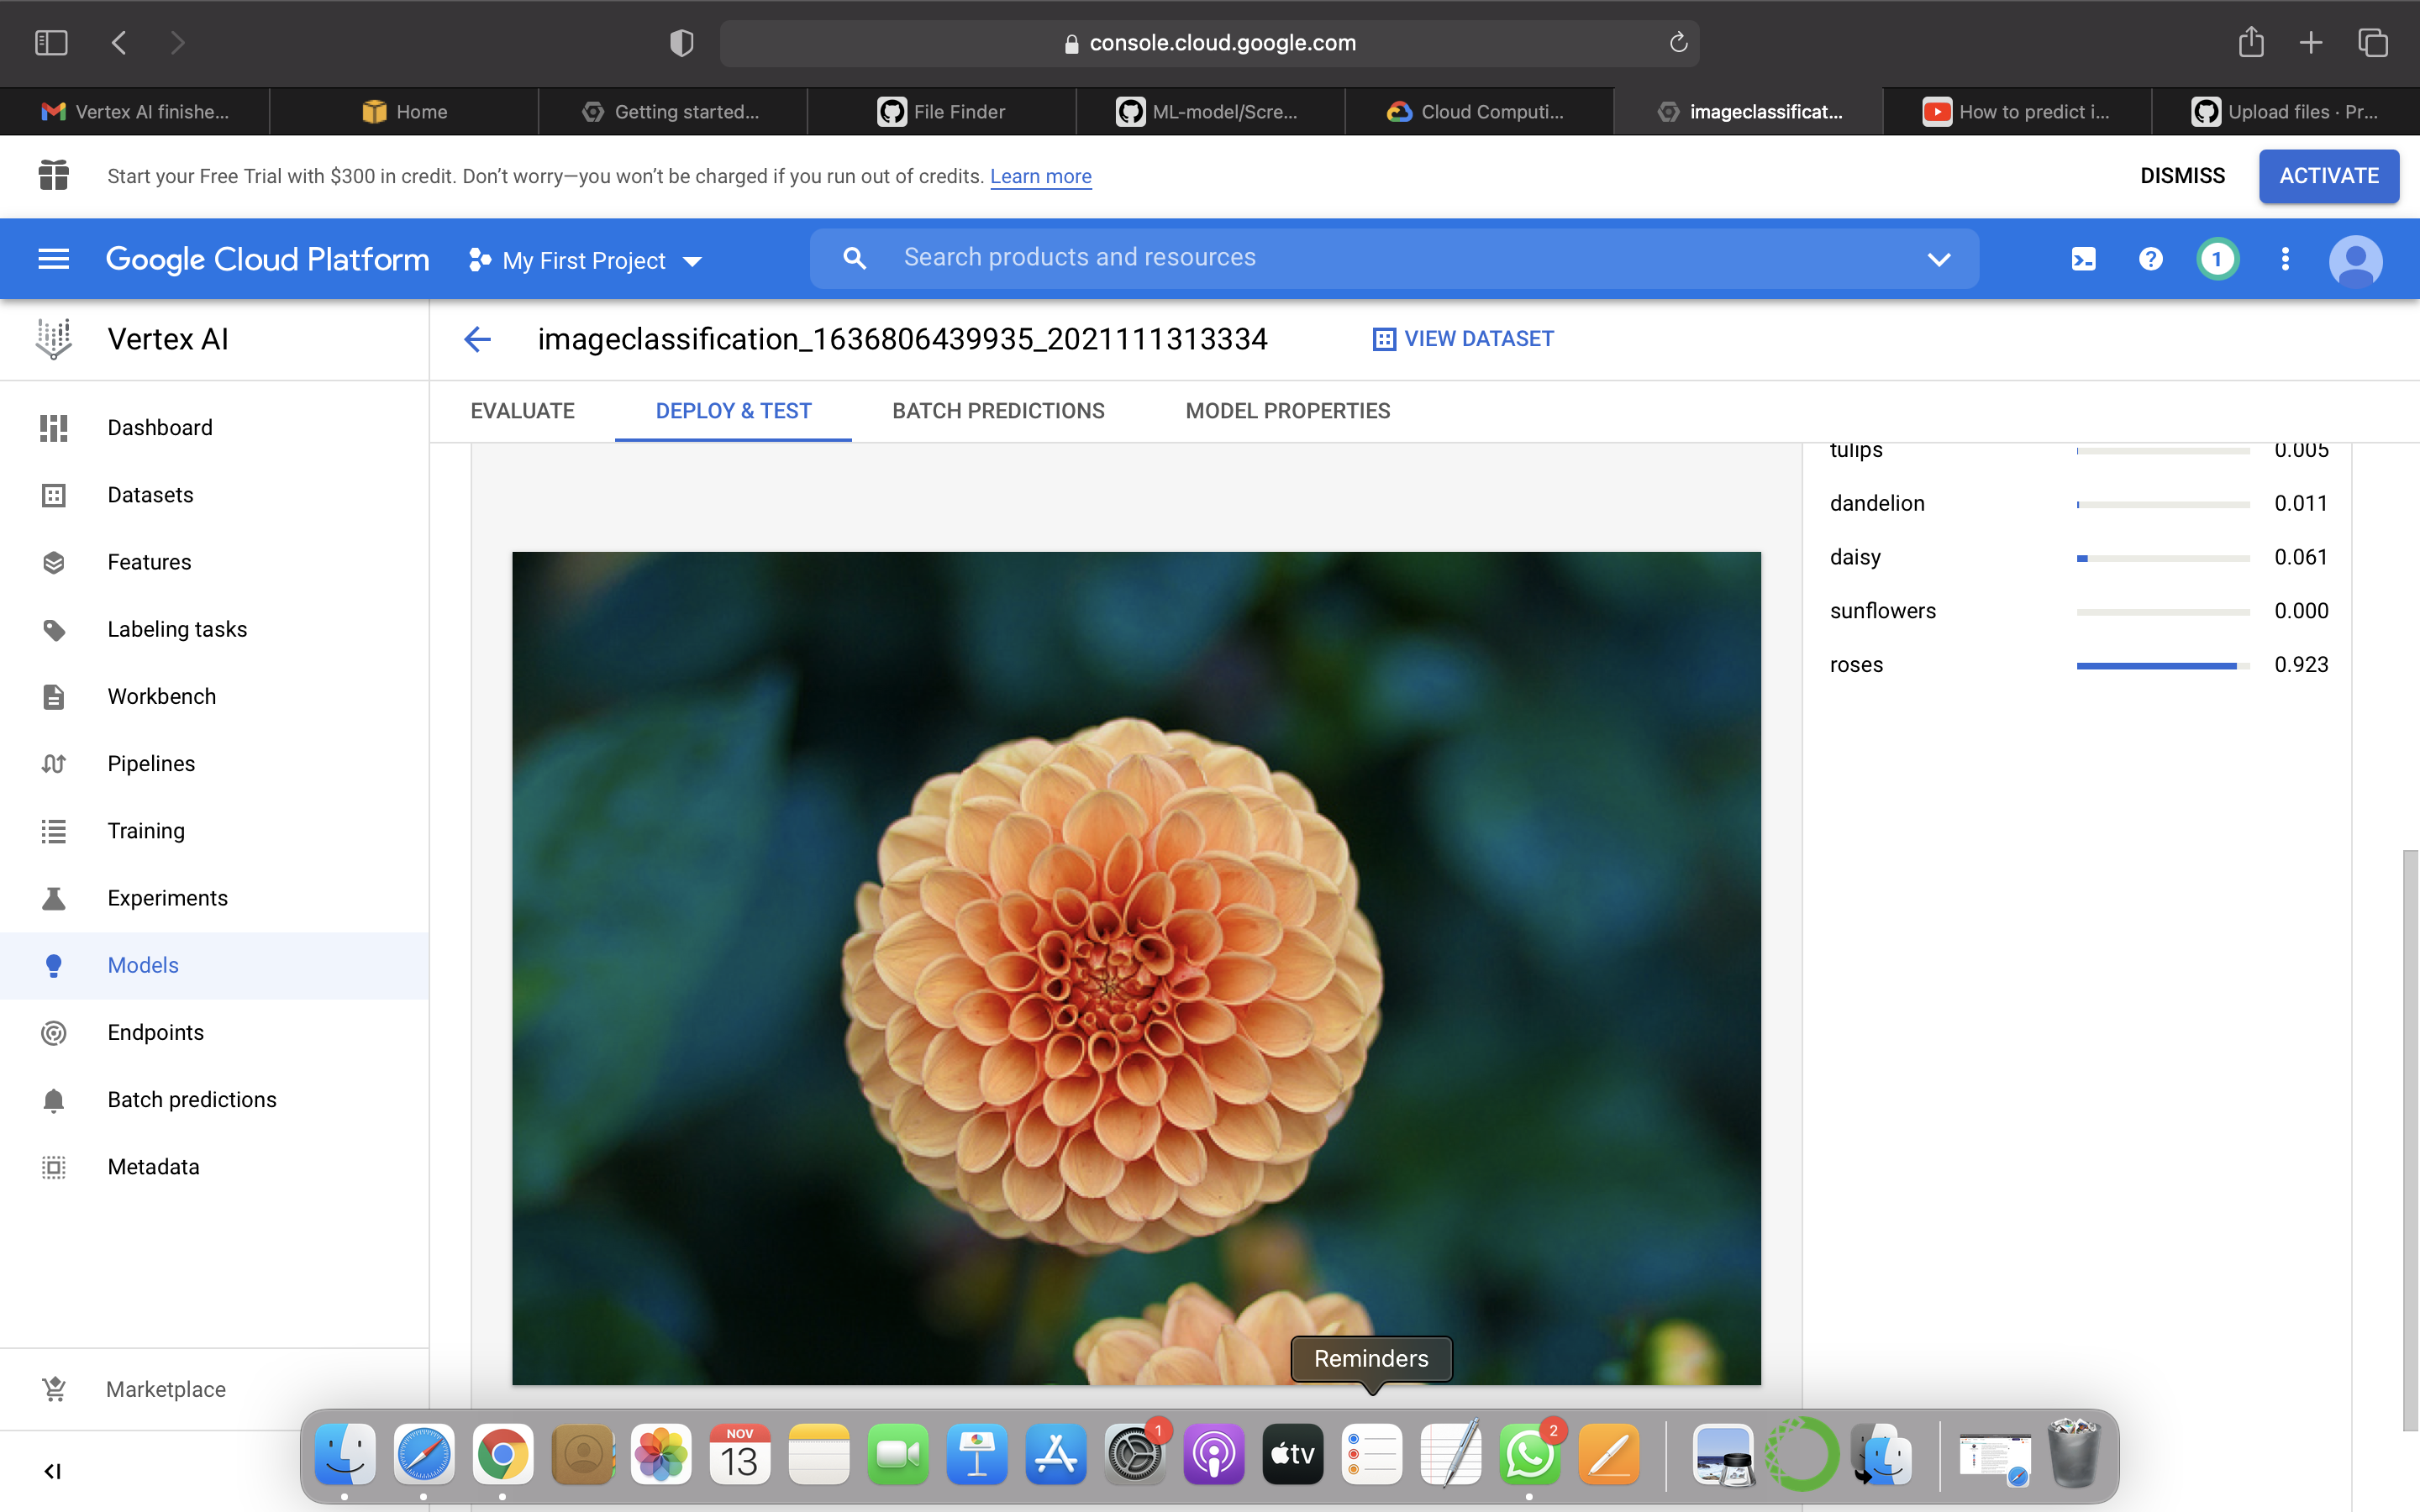 console.cloud.google.com
Vertex AI finishe...
Home
Getting started...
File Finder
ML-model/Scre...
Cloud Computi...
imageclassificat...
How to predict i...
Upload files · Pr...
Start your Free Trial with $300 in credit. Don’t worry—you won’t be charged if you run out of credits. Learn more
DISMISS
ACTIVATE
Google Cloud Platform
My First Project
Search products and resources
1
Vertex AI
imageclassification_1636806439935_2021111313334
VIEW DATASET
EVALUATE
DEPLOY & TEST
BATCH PREDICTIONS
MODEL PROPERTIES
Dashboard
Datasets
Features
Labeling tasks
Workbench
Pipelines
Training
Experiments
Models
Endpoints
Batch predictions
Metadata
Marketplace
tulips 0.005
dandelion 0.011
daisy 0.061
sunflowers 0.000
roses 0.923
Reminders
NOV
13
1
tv
2